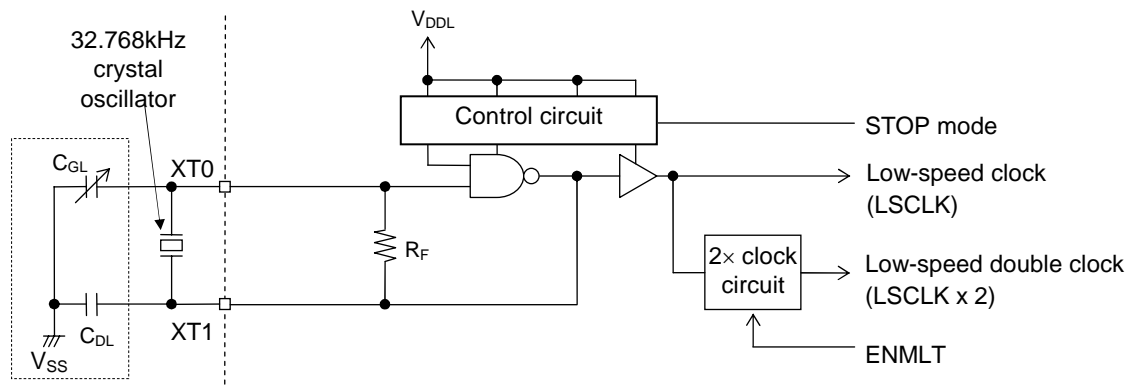 V_DDL
32.768kHz
crystal
oscillator
Control circuit
STOP mode
C_GL
XT0
Low-speed clock
(LSCLK)
R_F
2× clock
circuit
Low-speed double clock
(LSCLK x 2)
C_DL
XT1
V_SS
ENMLT